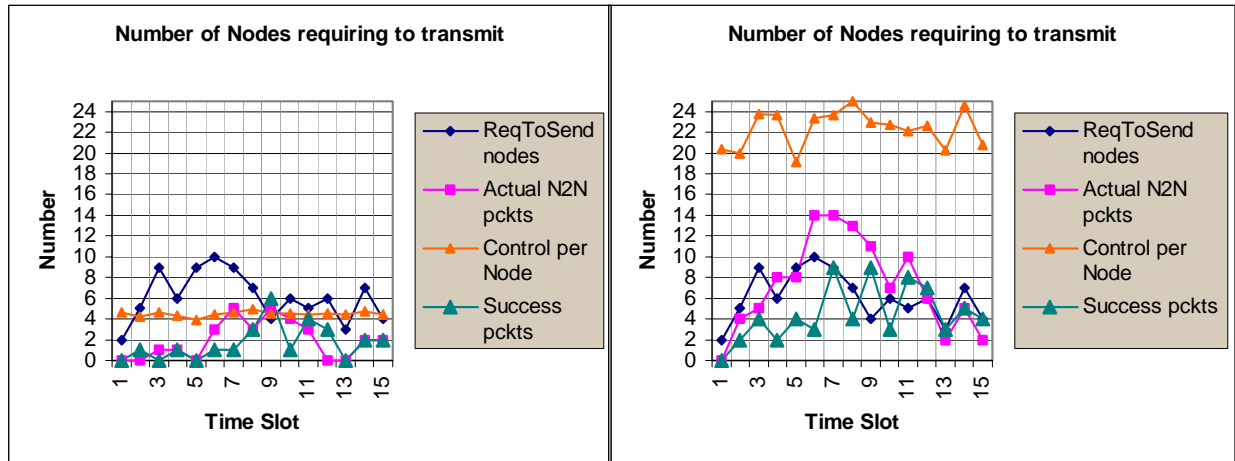 Number of Nodes requiring to transmit
24
22
20
18
16
14
12
10
8
6
4
2
0
Number
1
3
5
7
9
11
13
15
Time Slot
ReqToSend
nodes
Actual N2N
pckts
Control per
Node
Success
pckts
Number of Nodes requiring to transmit
24
22
20
18
16
14
12
10
8
6
4
2
0
Number
1
3
5
7
9
11
13
15
Time Slot
ReqToSend
nodes
Actual N2N
pckts
Control per
Node
Success pckts